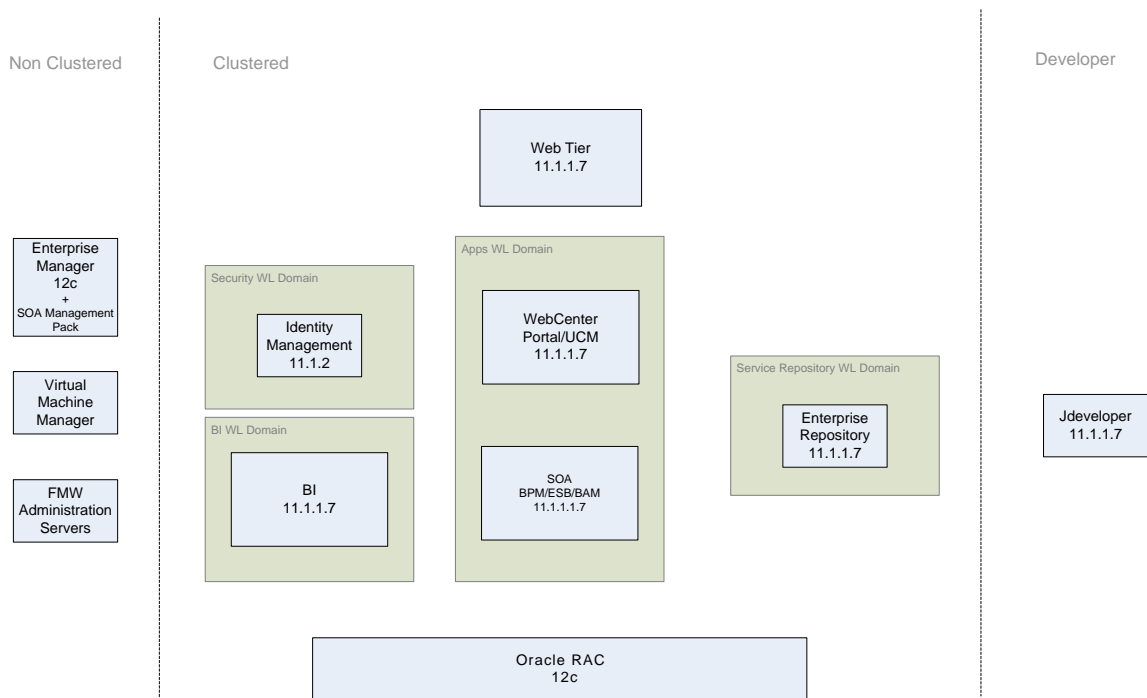 Non Clustered
Clustered
Developer
Web Tier
11.1.1.7
Enterprise
Manager
12c
+
SOA Management
Pack
Virtual
Machine
Manager
FMW
Administration
Servers
Security WL Domain
Identity
Management
11.1.2
BI WL Domain
BI
11.1.1.7
Apps WL Domain
WebCenter
Portal/UCM
11.1.1.7
SOA
BPM/ESB/BAM
11.1.1.1.7
Service Repository WL Domain
Enterprise
Repository
11.1.1.7
Jdeveloper
11.1.1.7
Oracle RAC
12c